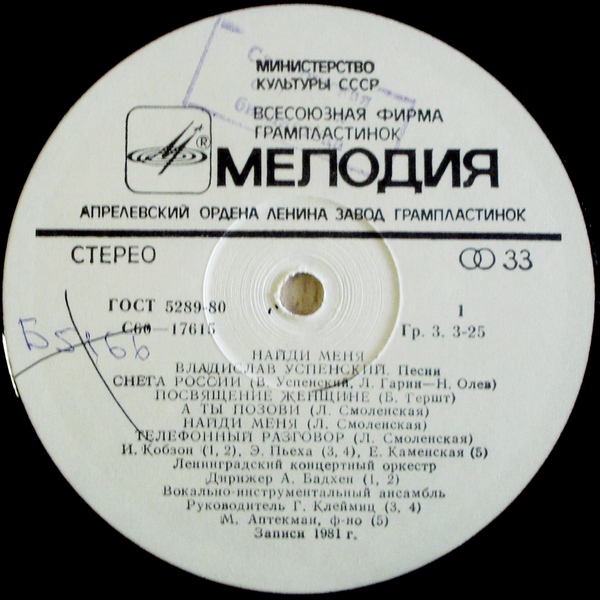 МИНИСТЕРСТВО
КУЛЬТУРЫ СССР
ВСЕСОЮЗНАЯ ФИРМА
ГРАМПЛАСТИНОК
®
МЕЛОДИЯ
АПРЕЛЕВСКИЙ ОРДЕНА ЛЕНИНА ЗАВОД ГРАМПЛАСТИНОК
СТЕРЕО
33
ГОСТ 5289-80
1
С60—17615
Гр. 3. 3-25
НАЙДИ МЕНЯ
ВЛАДИСЛАВ УСПЕНСКИЙ. Песни
СНЕГА РОССИИ (В. Успенский, Л. Гарин—Н. Олев)
ПОСВЯЩЕНИЕ ЖЕНЩИНЕ (Б. Гершт)
А ТЫ ПОЗОВИ (Л. Смоленская)
НАЙДИ МЕНЯ (Л. Смоленская)
ТЕЛЕФОННЫЙ РАЗГОВОР (Л. Смоленская)
И. Кобзон (1, 2), Э. Пьеха (3, 4), Е. Каменская (5)
Ленинградский концертный оркестр
Дирижер А. Бадхен (1, 2)
Вокально-инструментальный ансамбль
Руководитель Г. Клеймиц (3, 4)
М. Аптекман, ф-но (5)
Записи 1981 г.